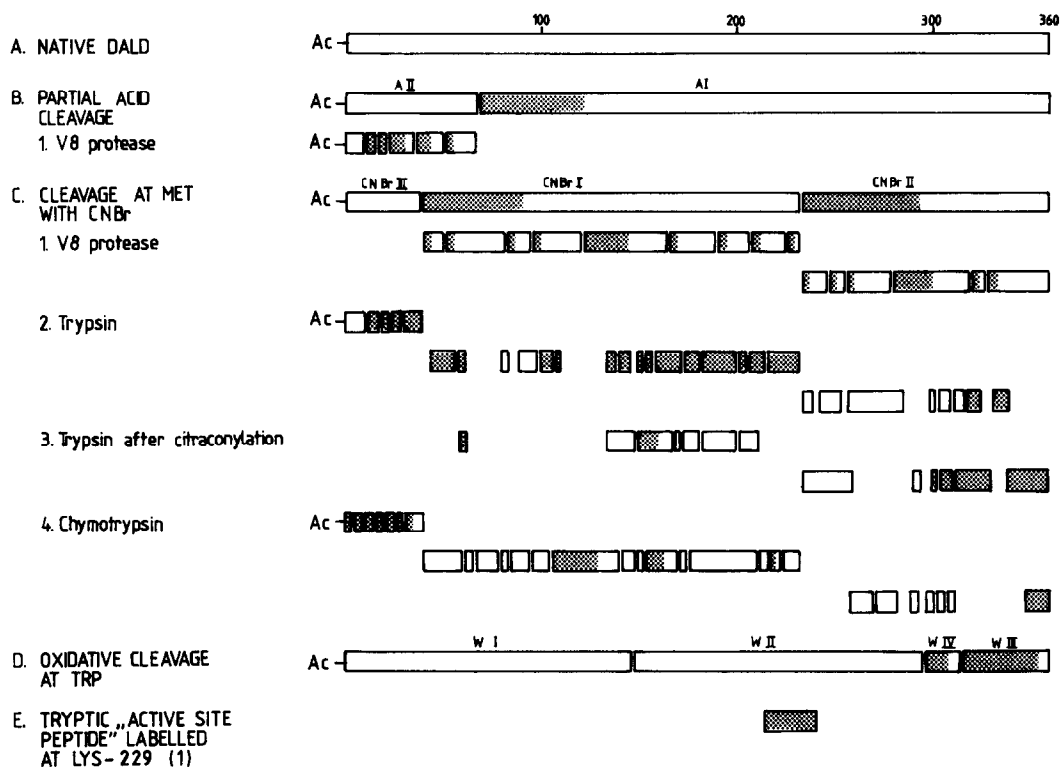 100 200 300 360
A. NATIVE DALD Ac
A II AI
B. PARTIAL ACID Ac
CLEAVAGE
1. V8 protease Ac
CNBr III CNBr I CNBr II
C. CLEAVAGE AT MET Ac
WITH CNBr
1. V8 protease
2. Trypsin Ac
3. Trypsin after citraconylation
4. Chymotrypsin Ac
W I W II W IV W III
D. OXIDATIVE CLEAVAGE Ac
AT TRP
E. TRYPTIC „ACTIVE SITE
PEPTIDE" LABELLED
AT LYS-229 (1)